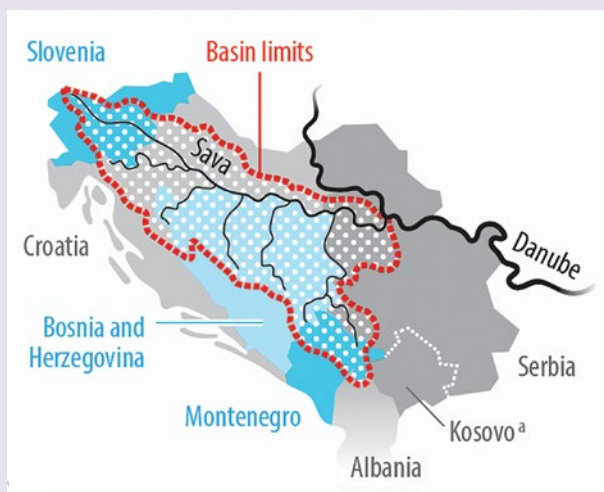 Slovenia
Basin limits
Sava
Croatia
Danube
Bosnia and
Herzegovina
Serbia
Montenegro
Kosovo a
Albania